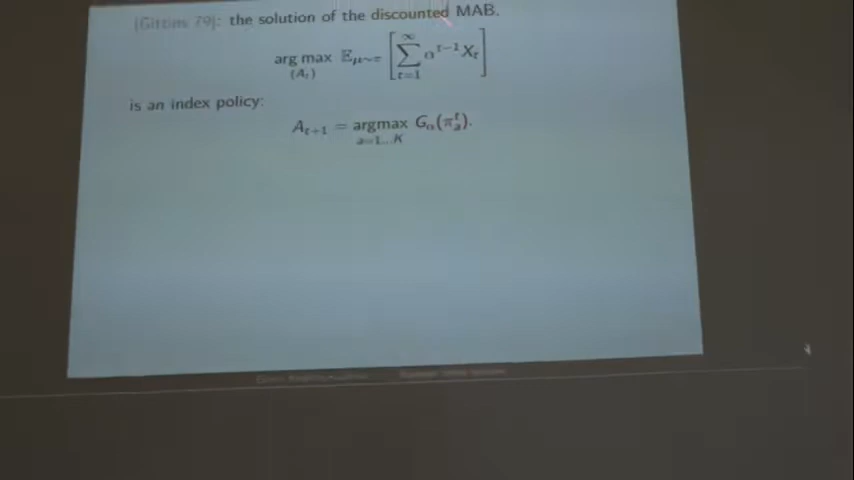 [Gittins 79]: the solution of the discounted MAB.
arg max 𝔼_{μ∼π} [ ∑_{t=1}^{∞} α^{t−1} X_t ]
(A_t)
is an index policy:
A_{t+1} = argmax G_α(π_a^t).
a=1...K